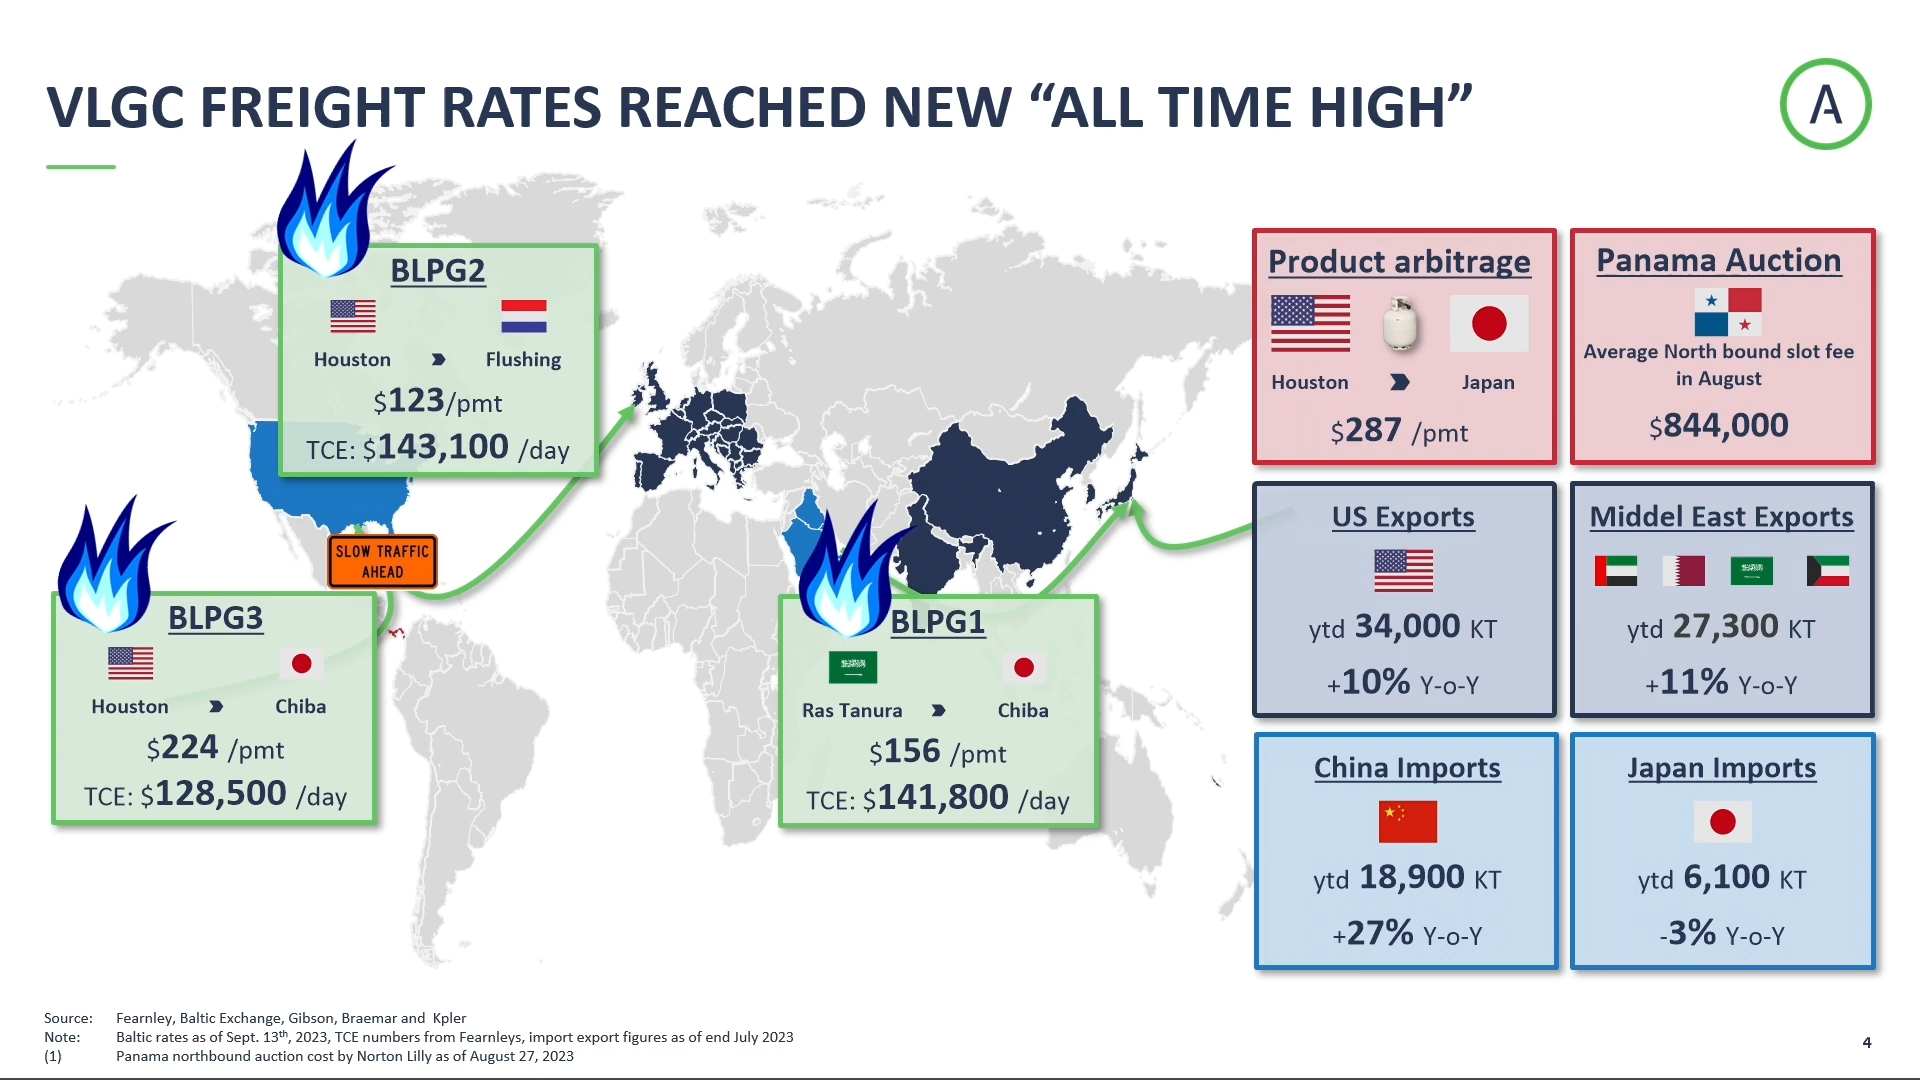 VLGC FREIGHT RATES REACHED NEW “ALL TIME HIGH”
A
BLPG2
Houston Flushing
$123/pmt
TCE: $143,100 /day
SLOW TRAFFIC
AHEAD
BLPG3
Houston Chiba
$224 /pmt
TCE: $128,500 /day
BLPG1
Ras Tanura Chiba
$156 /pmt
TCE: $141,800 /day
Product arbitrage
Houston Japan
$287 /pmt
Panama Auction
Average North bound slot fee
in August
$844,000
US Exports
ytd 34,000 KT
+10% Y-o-Y
Middel East Exports
ytd 27,300 KT
+11% Y-o-Y
China Imports
ytd 18,900 KT
+27% Y-o-Y
Japan Imports
ytd 6,100 KT
-3% Y-o-Y
Source: Fearnley, Baltic Exchange, Gibson, Braemar and Kpler
Note: Baltic rates as of Sept. 13th, 2023, TCE numbers from Fearnleys, import export figures as of end July 2023
(1) Panama northbound auction cost by Norton Lilly as of August 27, 2023
4